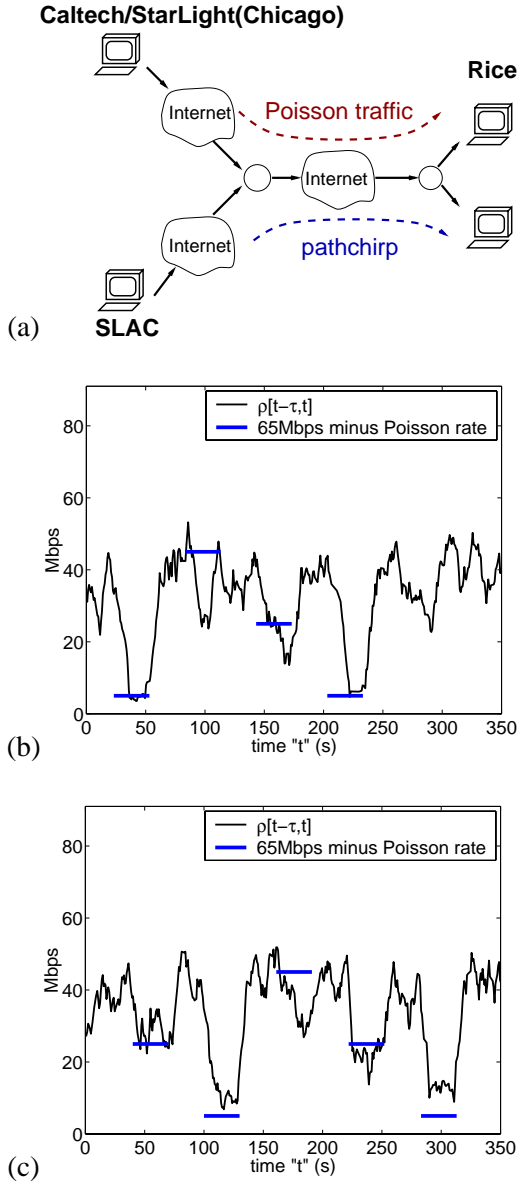 Caltech/StarLight(Chicago)
Rice
Internet
Poisson traffic
Internet
Internet
pathchirp
SLAC
(a)
ρ[t−τ,t]
65Mbps minus Poisson rate
Mbps
80
60
40
20
0
0 50 100 150 200 250 300 350
time "t" (s)
(b)
ρ[t−τ,t]
65Mbps minus Poisson rate
Mbps
80
60
40
20
0
0 50 100 150 200 250 300 350
time "t" (s)
(c)